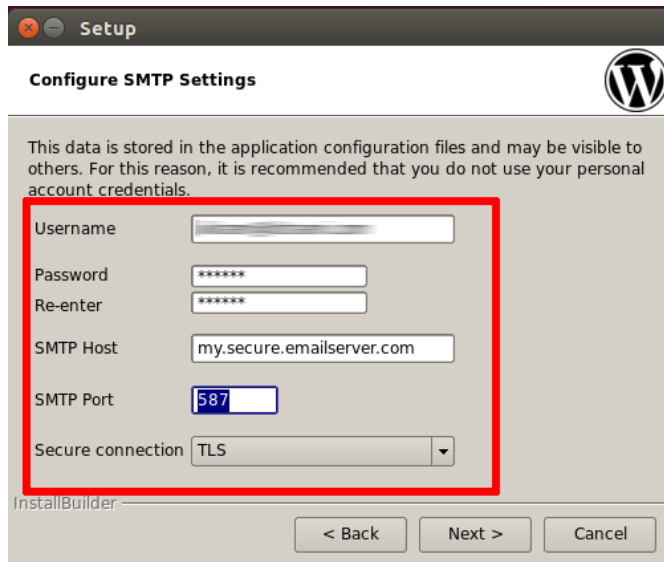 Setup
Configure SMTP Settings
This data is stored in the application configuration files and may be visible to
others. For this reason, it is recommended that you do not use your personal
account credentials.
Username
Password ******
Re-enter ******
SMTP Host my.secure.emailserver.com
SMTP Port 587
Secure connection TLS
InstallBuilder
< Back Next > Cancel